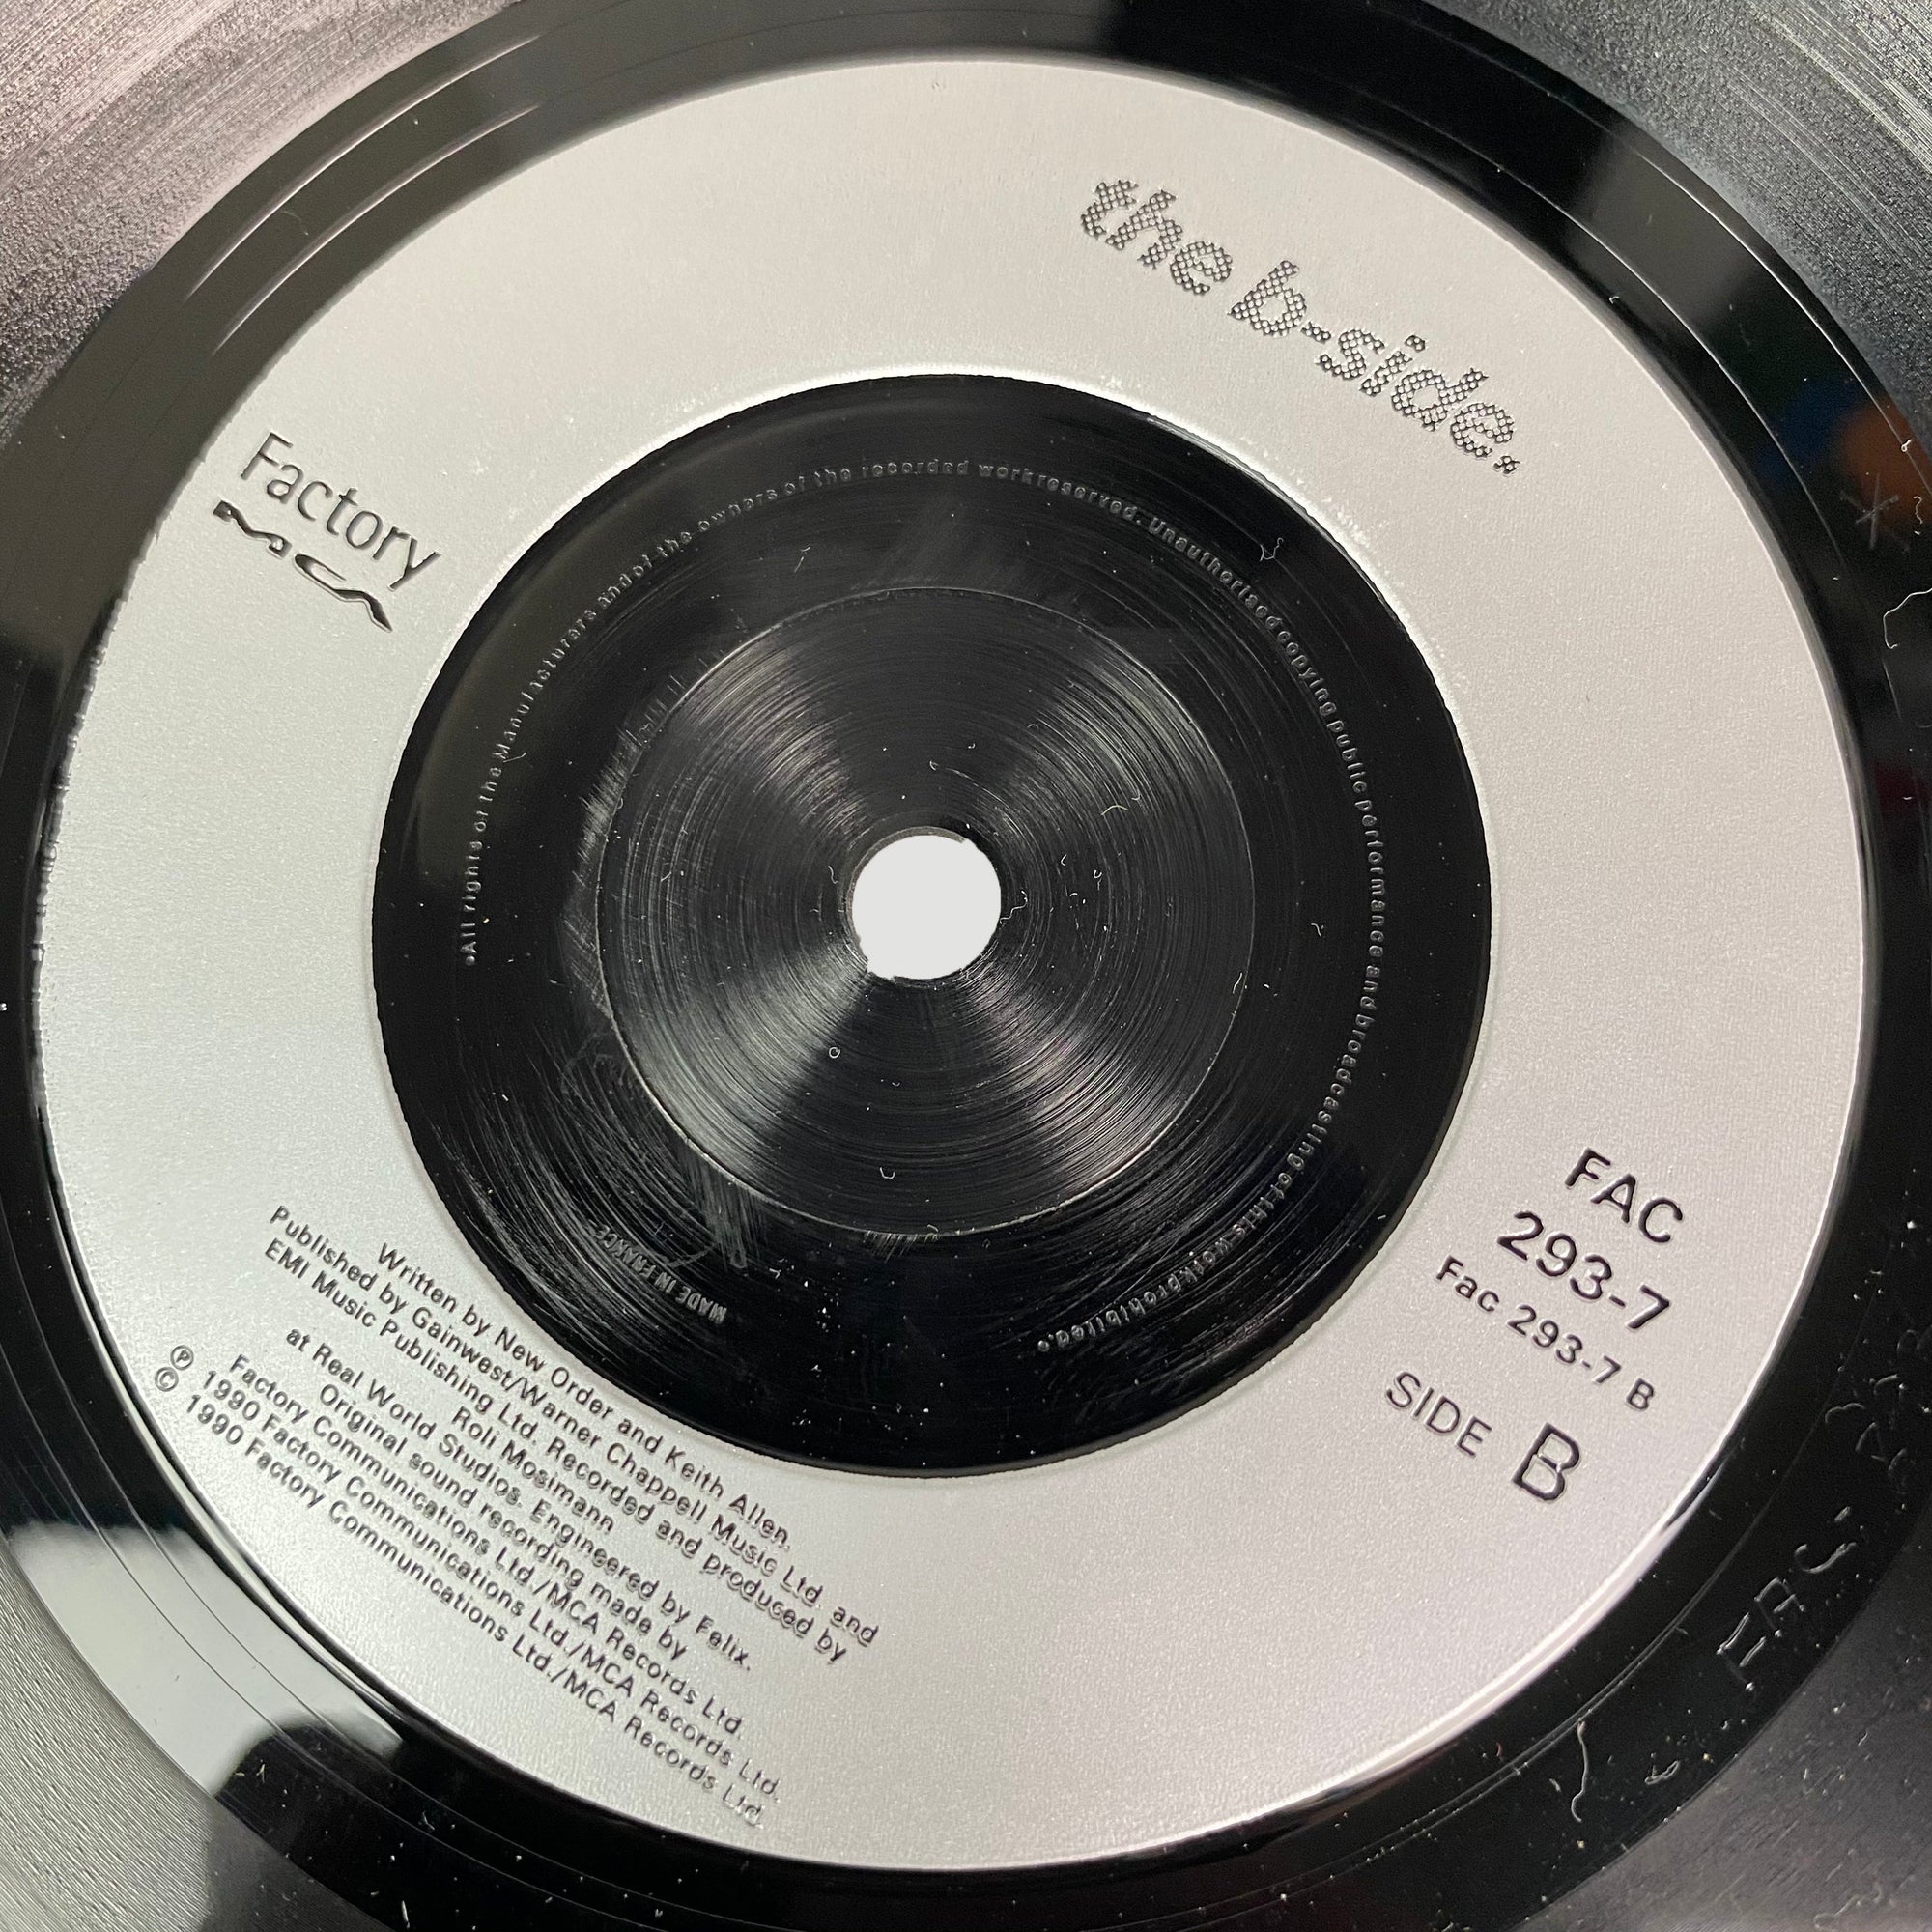 the b-side.
Factory
MCA
•All rights of the Manufacturers and of the owners of the recorded work reserved. Unauthorised copying public performance and broadcasting of this work prohibited.•
MADE IN FRANCE
FAC
293-7
Fac 293-7 B
SIDE B
Written by New Order and Keith Allen.
Published by Gainwest/Warner Chappell Music Ltd. and
EMI Music Publishing Ltd. Recorded and produced by
Roli Mosimann
at Real World Studios. Engineered by Felix.
Original sound recording made by
Factory Communications Ltd./MCA Records Ltd.
℗ 1990 Factory Communications Ltd./MCA Records Ltd.
© 1990 Factory Communications Ltd./MCA Records Ltd.
FAC